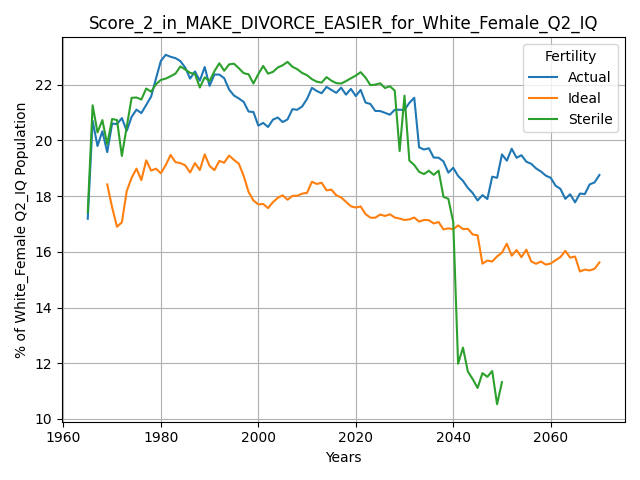 Score_2_in_MAKE_DIVORCE_EASIER_for_White_Female_Q2_IQ
Fertility
Actual
Ideal
Sterile
% of White_Female Q2_IQ Population
22
20
18
16
14
12
10
1960
1980
2000
2020
2040
2060
Years